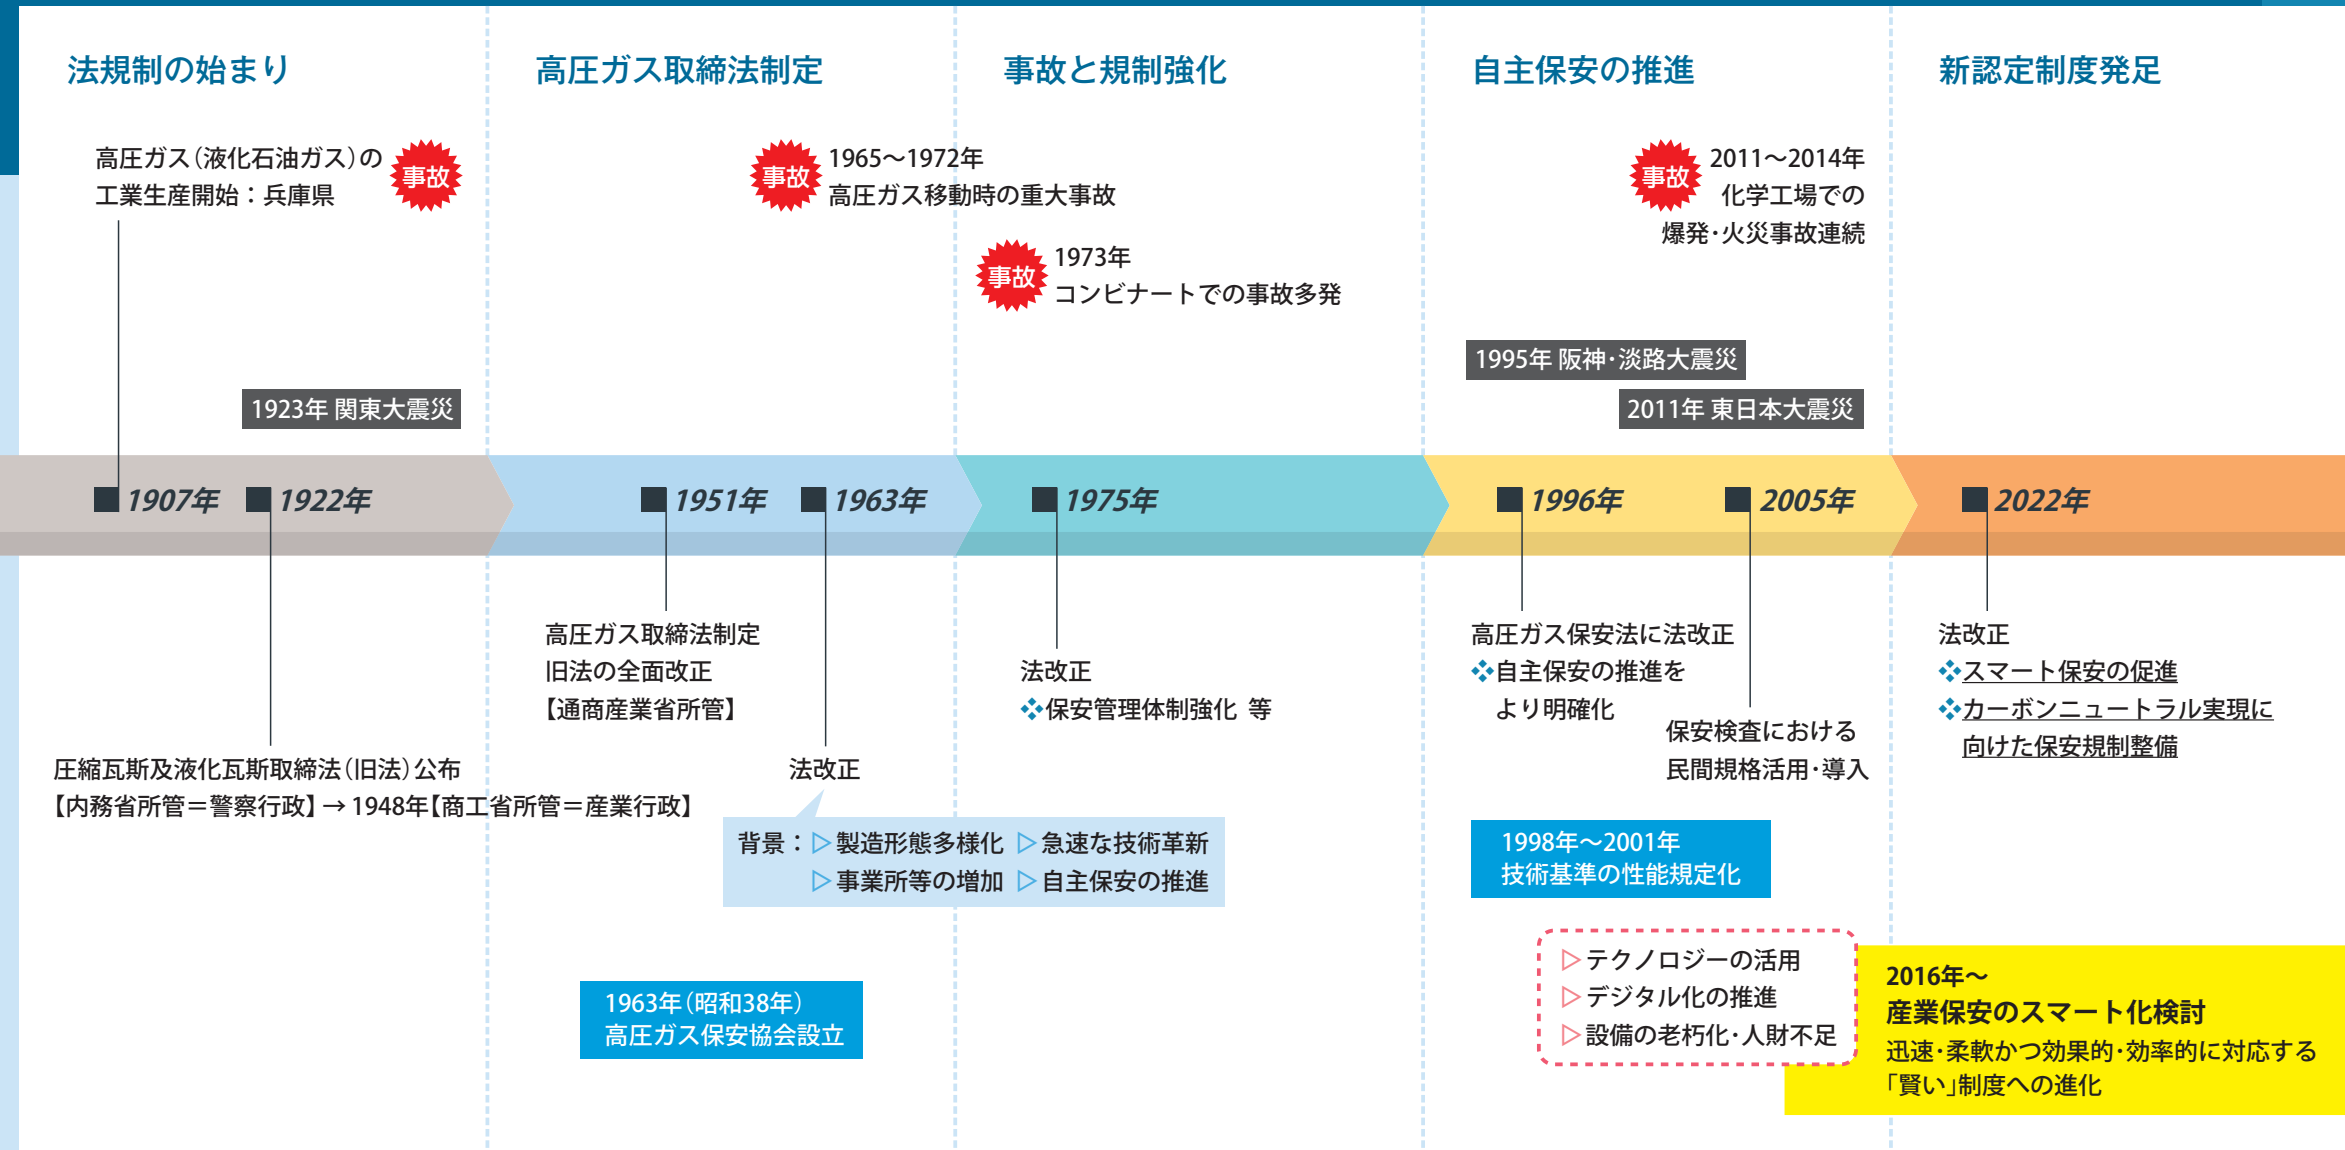 法規制の始まり
高圧ガス取締法制定
事故と規制強化
自主保安の推進
新認定制度発足
高圧ガス（液化石油ガス）の
工業生産開始：兵庫県
事故
事故
1965～1972年
高圧ガス移動時の重大事故
事故
1973年
コンビナートでの事故多発
事故
2011～2014年
化学工場での
爆発･火災事故連続
1923年 関東大震災
1995年 阪神･淡路大震災
2011年 東日本大震災
1907年
1922年
1951年
1963年
1975年
1996年
2005年
2022年
圧縮瓦斯及液化瓦斯取締法（旧法）公布
【内務省所管＝警察行政】→ 1948年【商工省所管＝産業行政】
高圧ガス取締法制定
旧法の全面改正
【通商産業省所管】
法改正
背景：▷製造形態多様化 ▷急速な技術革新
▷事業所等の増加 ▷自主保安の推進
1963年（昭和38年）
高圧ガス保安協会設立
法改正
❖保安管理体制強化 等
高圧ガス保安法に法改正
❖自主保安の推進を
より明確化
保安検査における
民間規格活用･導入
1998年～2001年
技術基準の性能規定化
▷テクノロジーの活用
▷デジタル化の推進
▷設備の老朽化･人財不足
法改正
❖スマート保安の促進
❖カーボンニュートラル実現に
向けた保安規制整備
2016年～
産業保安のスマート化検討
迅速･柔軟かつ効果的･効率的に対応する
「賢い」制度への進化